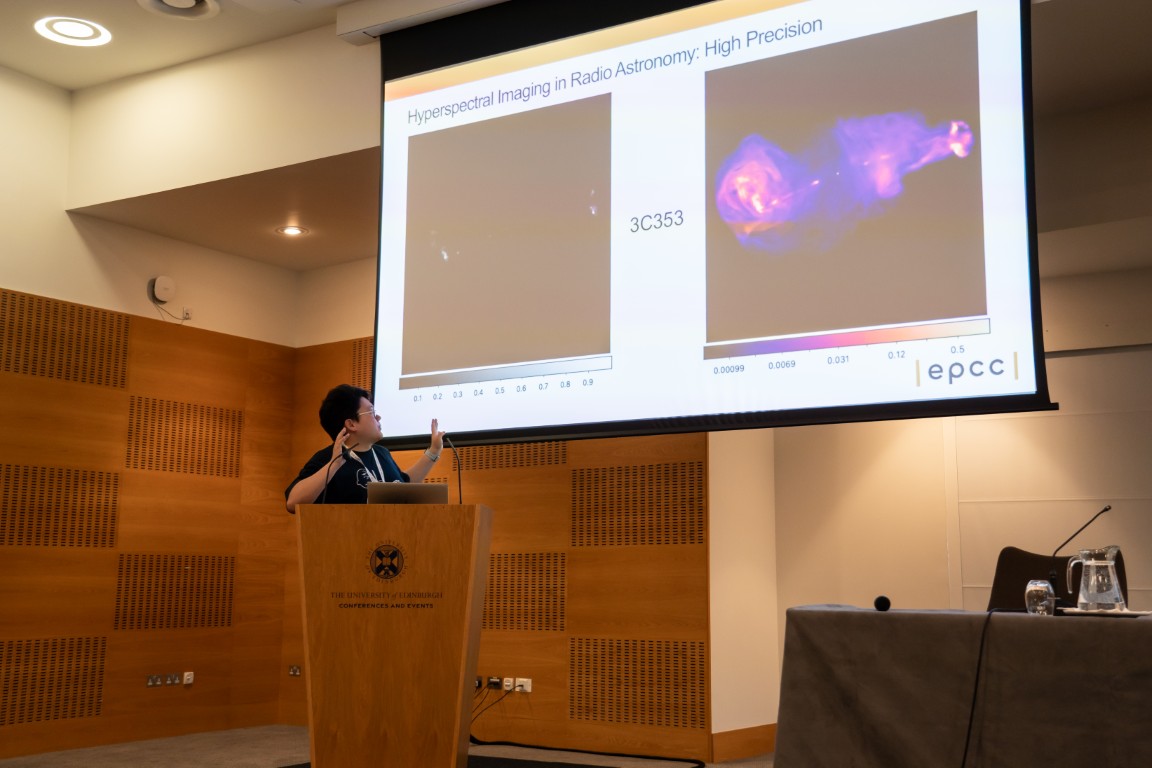 Hyperspectral Imaging in Radio Astronomy: High Precision
3C353
0.1 0.2 0.3 0.4 0.5 0.6 0.7 0.8 0.9
0.00099 0.0069 0.031 0.12 0.5
|epcc|
THE UNIVERSITY of EDINBURGH
CONFERENCES AND EVENTS